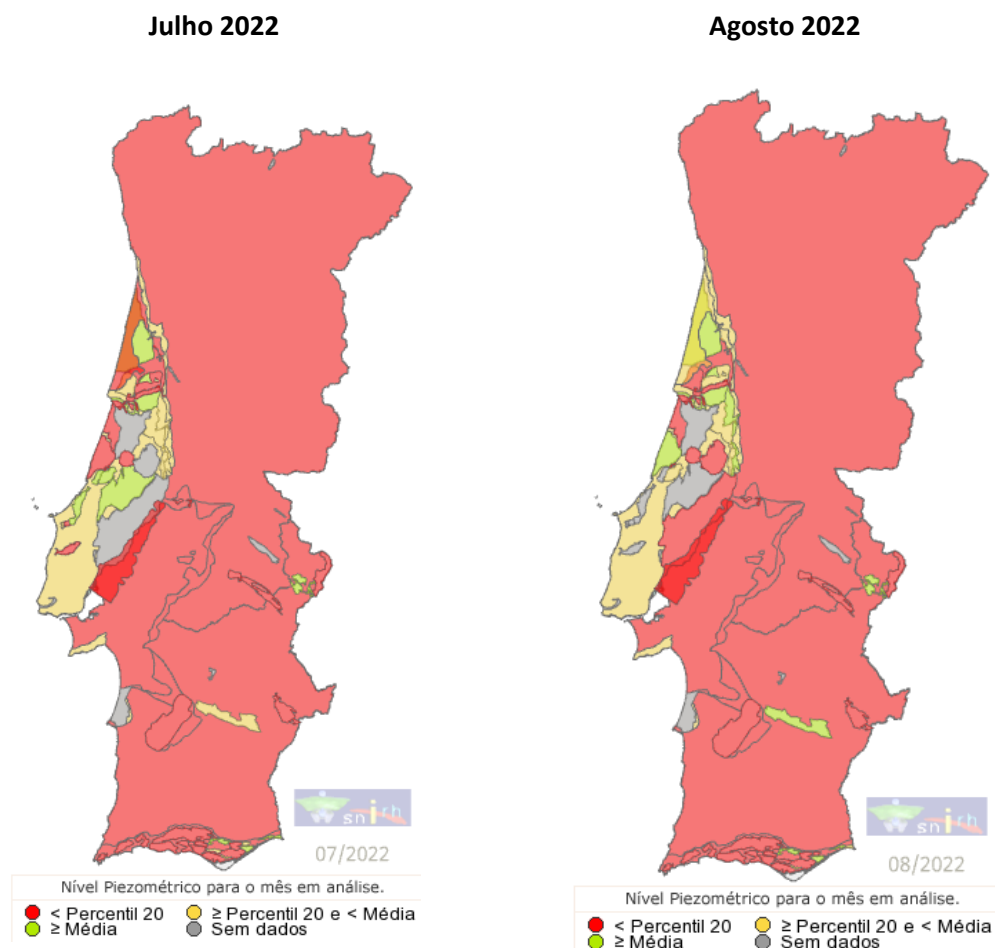 Julho 2022
Agosto 2022
snirh
07/2022
Nível Piezométrico para o mês em análise.
< Percentil 20 ≥ Percentil 20 e < Média
≥ Média Sem dados
snirh
08/2022
Nível Piezométrico para o mês em análise.
< Percentil 20 ≥ Percentil 20 e < Média
≥ Média Sem dados